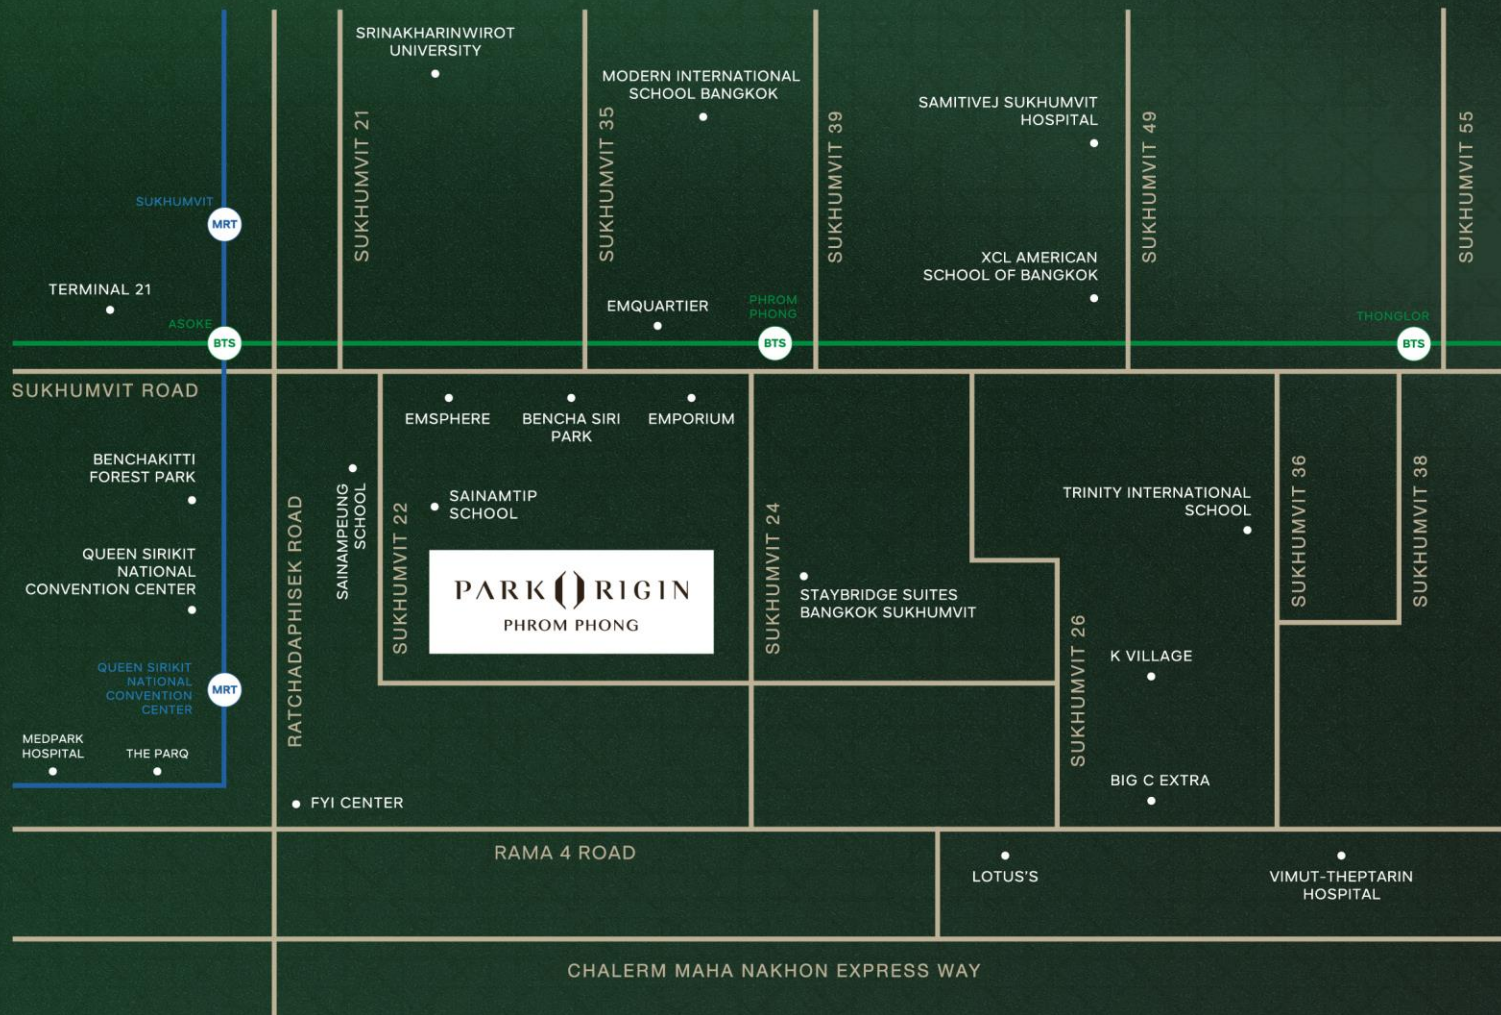 SRINAKHARINWIROT
UNIVERSITY
MODERN INTERNATIONAL
SCHOOL BANGKOK
SAMITIVEJ SUKHUMVIT
HOSPITAL
SUKHUMVIT 21
SUKHUMVIT 35
SUKHUMVIT 39
SUKHUMVIT 49
SUKHUMVIT 55
SUKHUMVIT
MRT
XCL AMERICAN
SCHOOL OF BANGKOK
TERMINAL 21
EMQUARTIER
PHROM
PHONG
ASOKE
THONGLOR
BTS
BTS
BTS
SUKHUMVIT ROAD
EMSPHERE
BENCHA SIRI
PARK
EMPORIUM
BENCHAKITTI
FOREST PARK
SAINAMPEUNG
SCHOOL
SAINAMTIP
SCHOOL
TRINITY INTERNATIONAL
SCHOOL
SUKHUMVIT 36
SUKHUMVIT 38
RATCHADAPHISEK ROAD
SUKHUMVIT 22
SUKHUMVIT 24
QUEEN SIRIKIT
NATIONAL
CONVENTION CENTER
PARK ORIGIN
PHROM PHONG
STAYBRIDGE SUITES
BANGKOK SUKHUMVIT
SUKHUMVIT 26
K VILLAGE
QUEEN SIRIKIT
NATIONAL
CONVENTION
CENTER
MRT
MEDPARK
HOSPITAL
THE PARQ
BIG C EXTRA
FYI CENTER
RAMA 4 ROAD
LOTUS'S
VIMUT-THEPTARIN
HOSPITAL
CHALERM MAHA NAKHON EXPRESS WAY